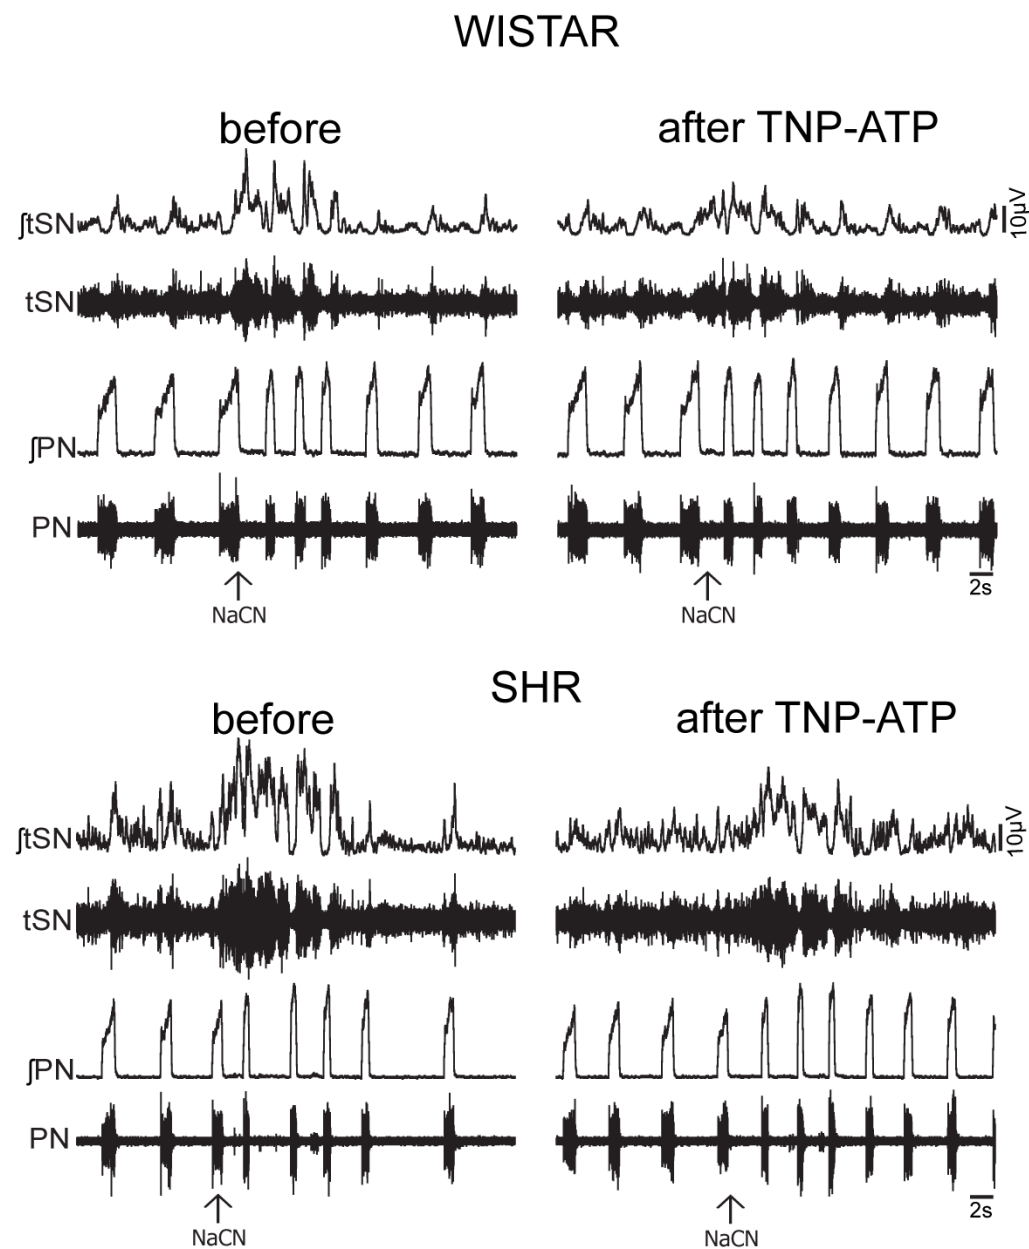 WISTAR
before
after TNP-ATP
∫tSN
10µV
tSN
∫PN
PN
2s
NaCN
NaCN
SHR
before
after TNP-ATP
∫tSN
10µV
tSN
∫PN
PN
2s
NaCN
NaCN